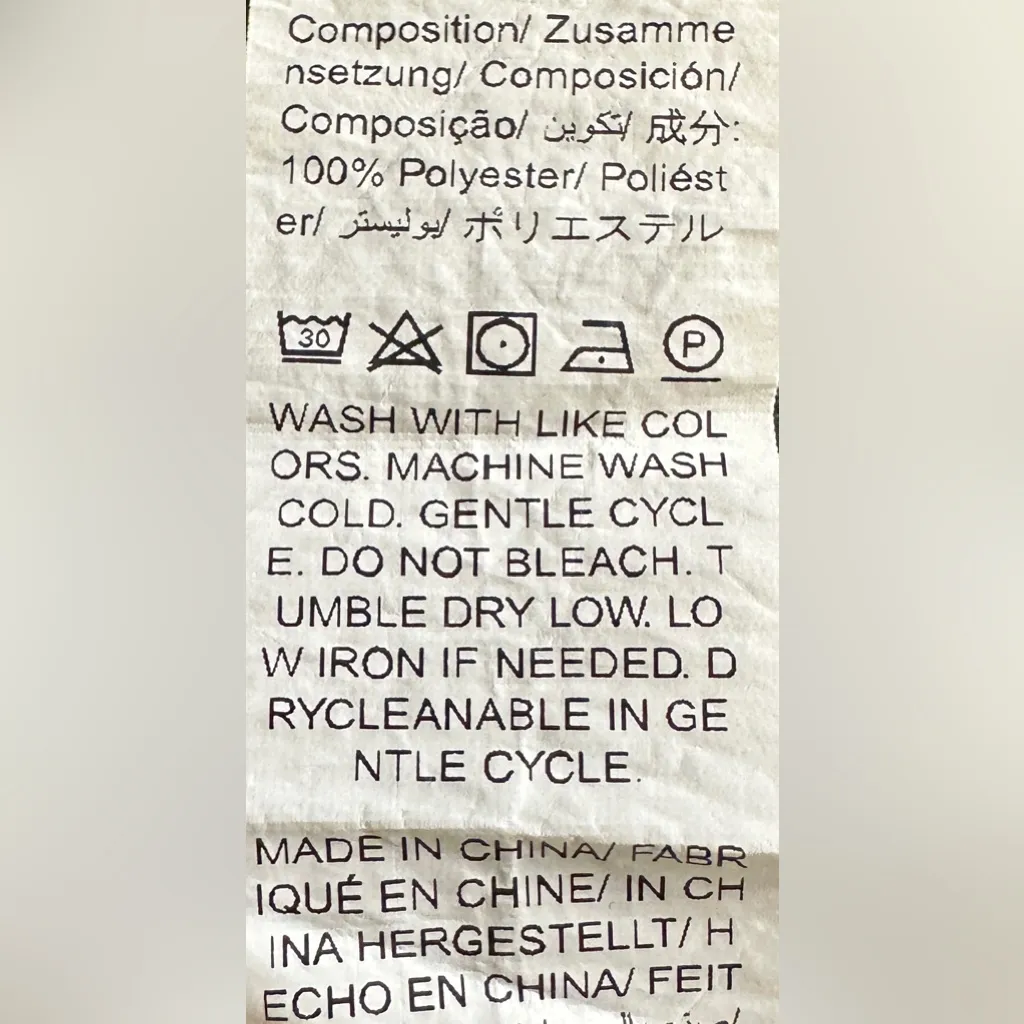 Composition/ Zusamme
nsetzung/ Composición/
Composição/ تكوين/ 成分:
100% Polyester/ Poliést
er/ بوليستر/ ポリエステル
30 P
WASH WITH LIKE COL
ORS. MACHINE WASH
COLD. GENTLE CYCL
E. DO NOT BLEACH. T
UMBLE DRY LOW. LO
W IRON IF NEEDED. D
RYCLEANABLE IN GE
NTLE CYCLE.
MADE IN CHINA/ FABR
IQUÉ EN CHINE/ IN CH
INA HERGESTELLT/ H
ECHO EN CHINA/ FEIT